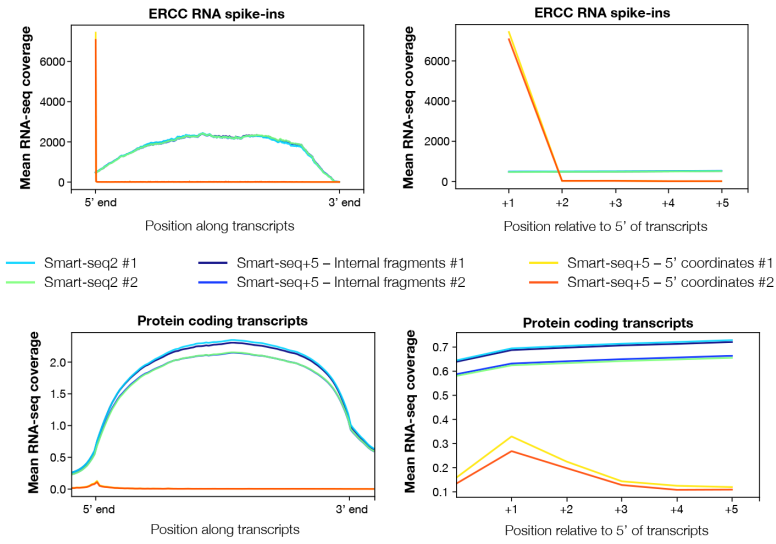 ERCC RNA spike-ins
Mean RNA-seq coverage
6000
4000
2000
0
5' end
3' end
Position along transcripts
ERCC RNA spike-ins
Mean RNA-seq coverage
6000
4000
2000
0
+1
+2
+3
+4
+5
Position relative to 5’ of transcripts
Smart-seq2 #1
Smart-seq2 #2
Smart-seq+5 – Internal fragments #1
Smart-seq+5 – Internal fragments #2
Smart-seq+5 – 5’ coordinates #1
Smart-seq+5 – 5’ coordinates #2
Protein coding transcripts
Mean RNA-seq coverage
2.0
1.5
1.0
0.5
0.0
5' end
3' end
Position along transcripts
Protein coding transcripts
Mean RNA-seq coverage
0.7
0.6
0.5
0.4
0.3
0.2
0.1
+1
+2
+3
+4
+5
Position relative to 5’ of transcripts